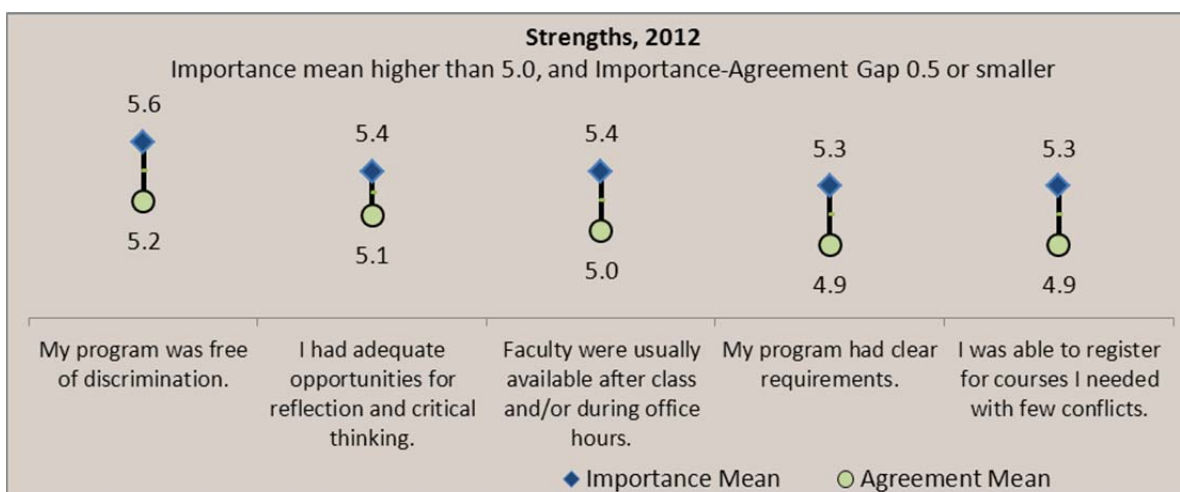 Strengths, 2012
Importance mean higher than 5.0, and Importance-Agreement Gap 0.5 or smaller
5.6
5.2
5.4
5.1
5.4
5.0
5.3
4.9
5.3
4.9
My program was free
of discrimination.
I had adequate
opportunities for
reflection and critical
thinking.
Faculty were usually
available after class
and/or during office
hours.
My program had clear
requirements.
I was able to register
for courses I needed
with few conflicts.
Importance Mean
Agreement Mean